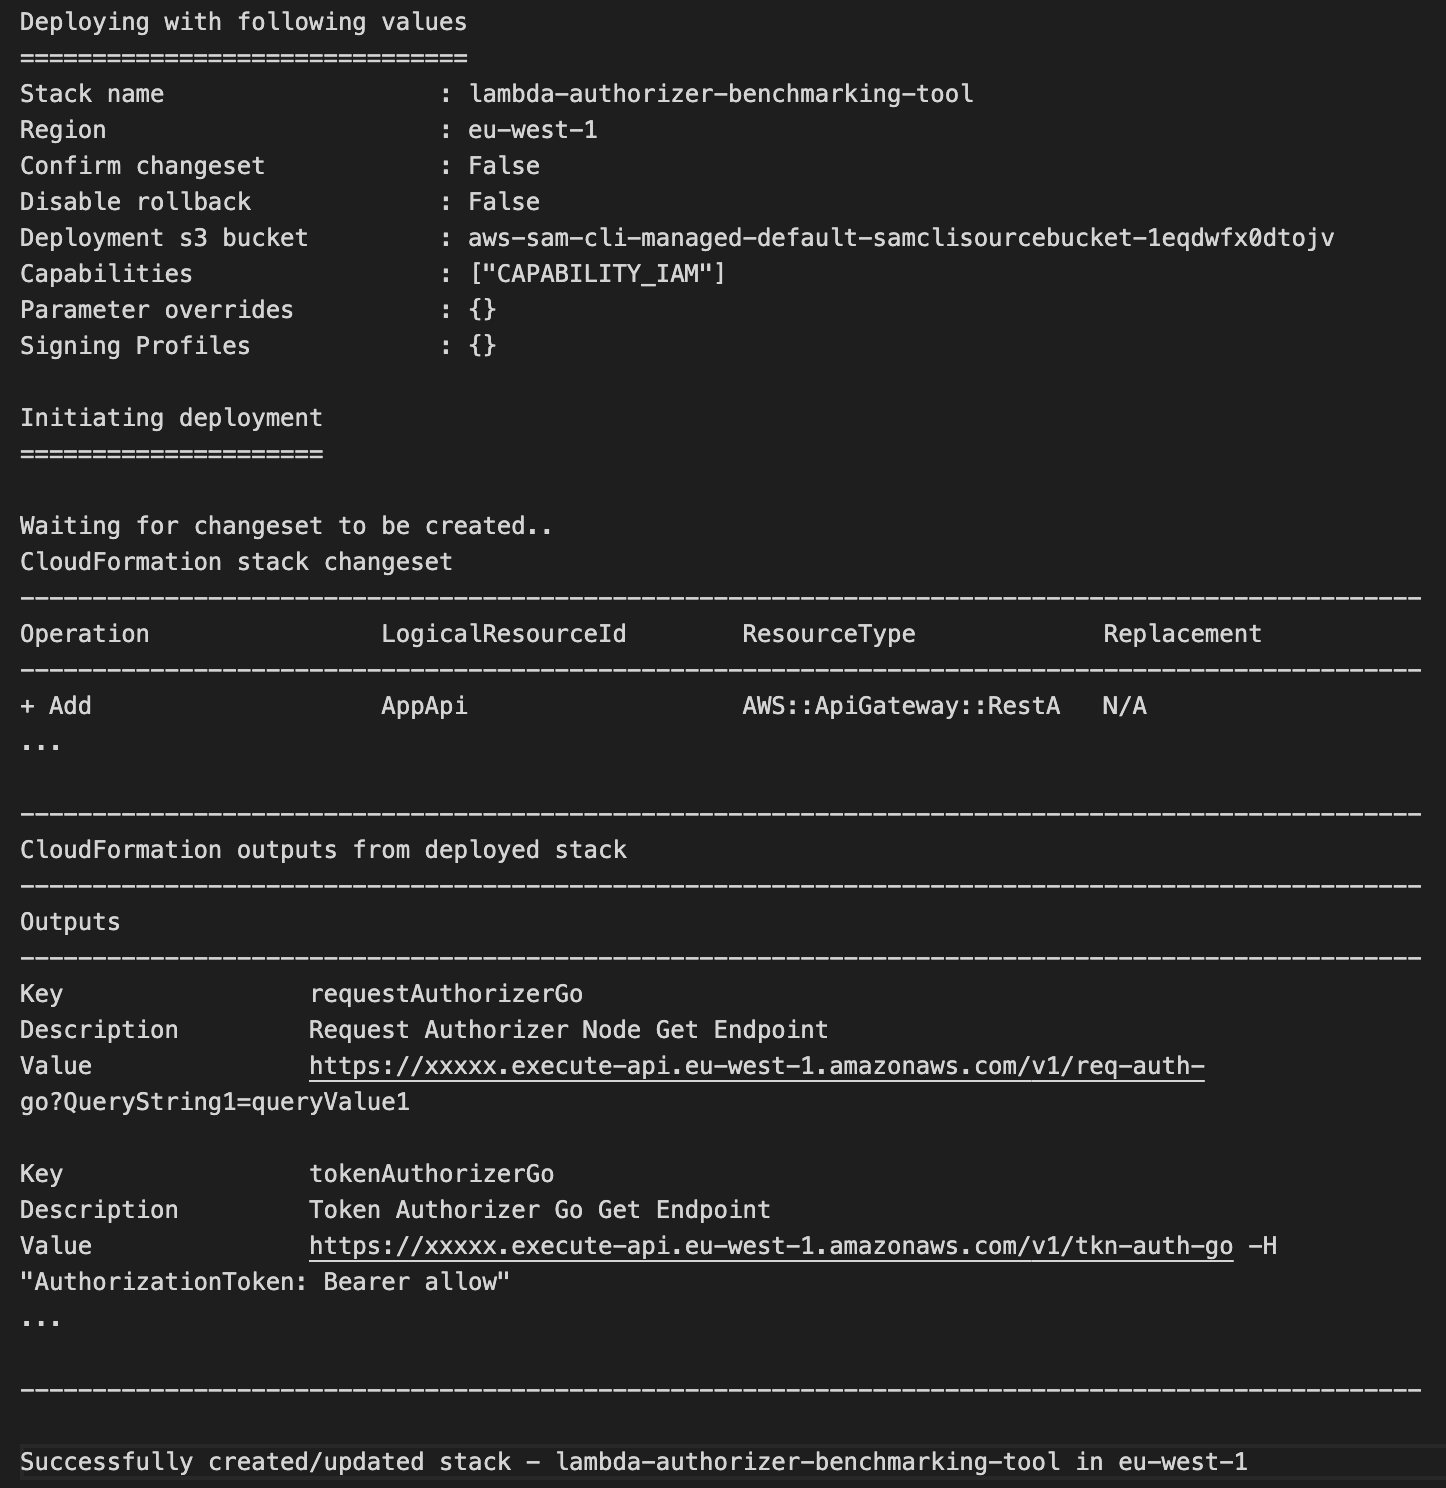 Deploying with following values
===============================
Stack name                   : lambda-authorizer-benchmarking-tool
Region                       : eu-west-1
Confirm changeset            : False
Disable rollback             : False
Deployment s3 bucket         : aws-sam-cli-managed-default-samclisourcebucket-1eqdwfx0dtojv
Capabilities                 : ["CAPABILITY_IAM"]
Parameter overrides          : {}
Signing Profiles             : {}

Initiating deployment
=====================

Waiting for changeset to be created..
CloudFormation stack changeset
-------------------------------------------------------------------------------------------------
Operation                LogicalResourceId        ResourceType             Replacement
-------------------------------------------------------------------------------------------------
+ Add                    AppApi                   AWS::ApiGateway::RestA   N/A
...

-------------------------------------------------------------------------------------------------
CloudFormation outputs from deployed stack
-------------------------------------------------------------------------------------------------
Outputs
-------------------------------------------------------------------------------------------------
Key                 requestAuthorizerGo
Description         Request Authorizer Node Get Endpoint
Value               https://xxxxx.execute-api.eu-west-1.amazonaws.com/v1/req-auth-
go?QueryString1=queryValue1

Key                 tokenAuthorizerGo
Description         Token Authorizer Go Get Endpoint
Value               https://xxxxx.execute-api.eu-west-1.amazonaws.com/v1/tkn-auth-go -H
"AuthorizationToken: Bearer allow"
...

-------------------------------------------------------------------------------------------------

Successfully created/updated stack - lambda-authorizer-benchmarking-tool in eu-west-1